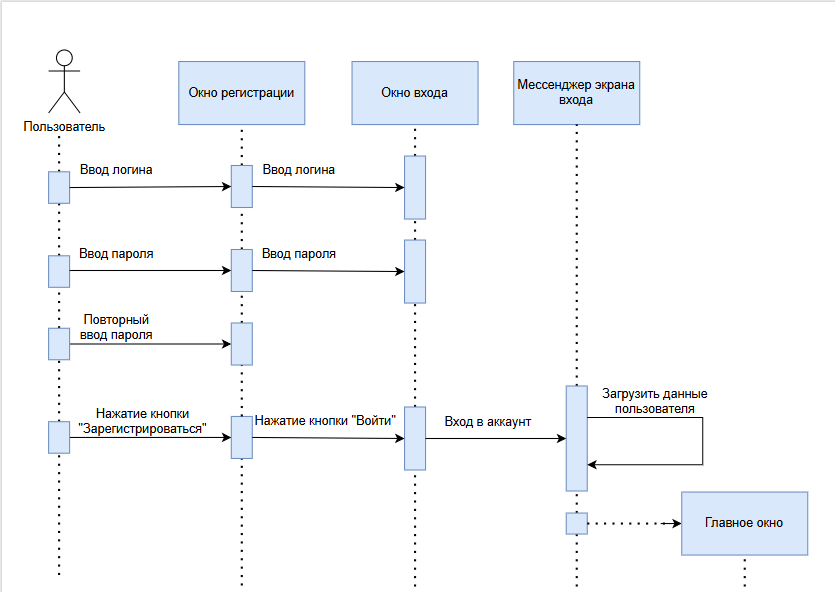 Пользователь
Окно регистрации
Окно входа
Мессенджер экрана
входа
Ввод логина
Ввод логина
Ввод пароля
Ввод пароля
Повторный
ввод пароля
Нажатие кнопки
"Зарегистрироваться"
Нажатие кнопки "Войти"
Вход в аккаунт
Загрузить данные
пользователя
Главное окно